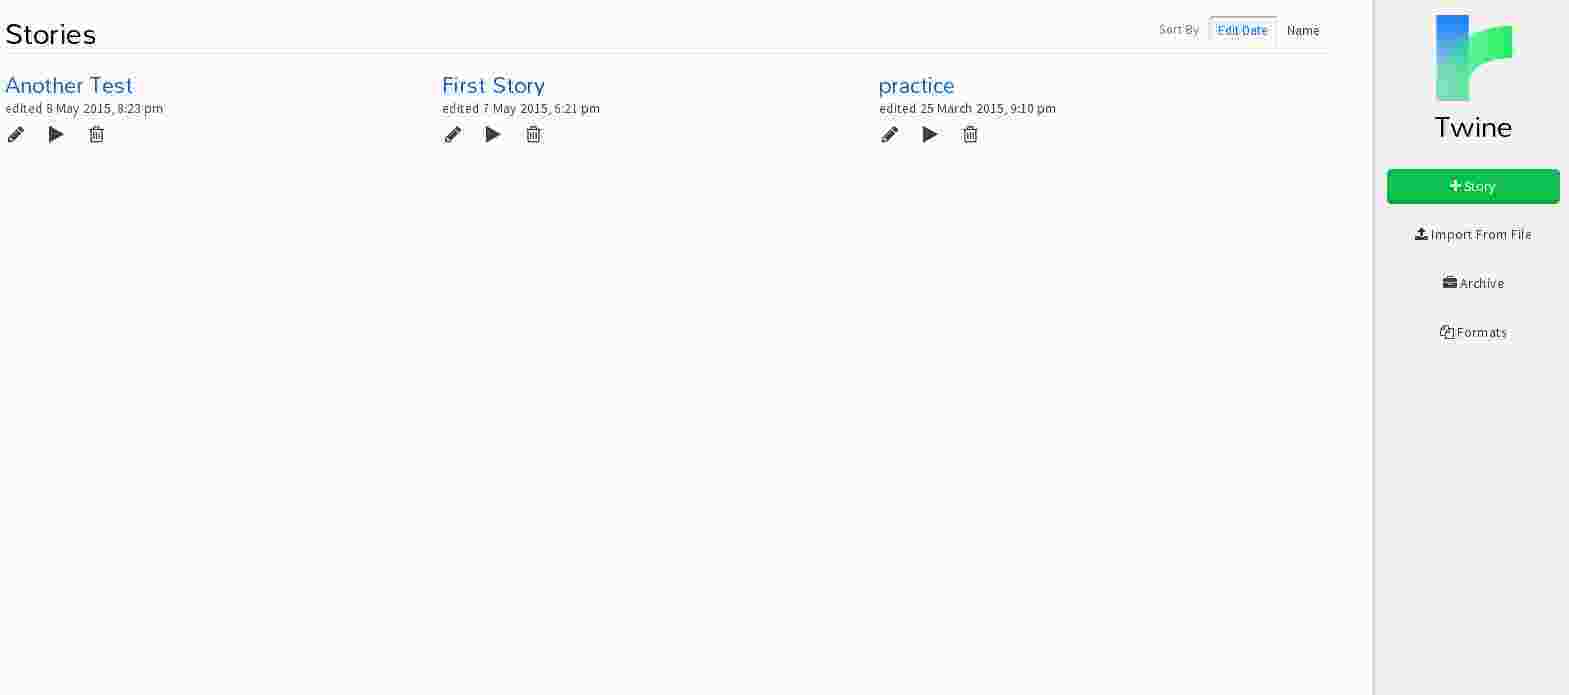 Stories
Sort By Edit Date Name
Another Test
edited 8 May 2015, 8:23 pm
First Story
edited 7 May 2015, 6:21 pm
practice
edited 25 March 2015, 9:10 pm
Twine
+ Story
Import From File
Archive
Formats